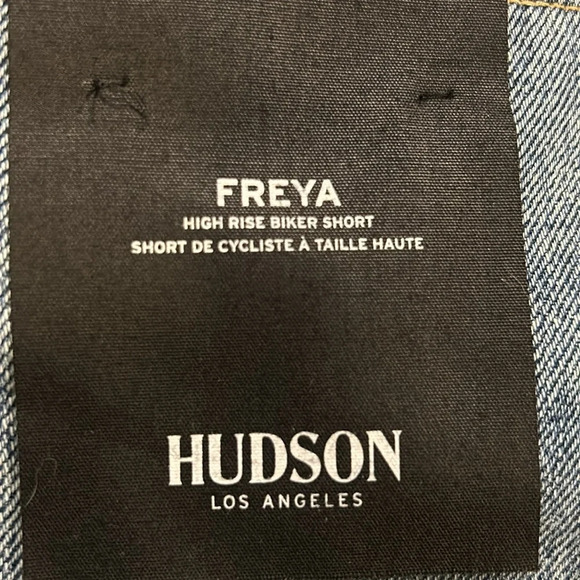 FREYA
HIGH RISE BIKER SHORT
SHORT DE CYCLISTE À TAILLE HAUTE
HUDSON
LOS ANGELES